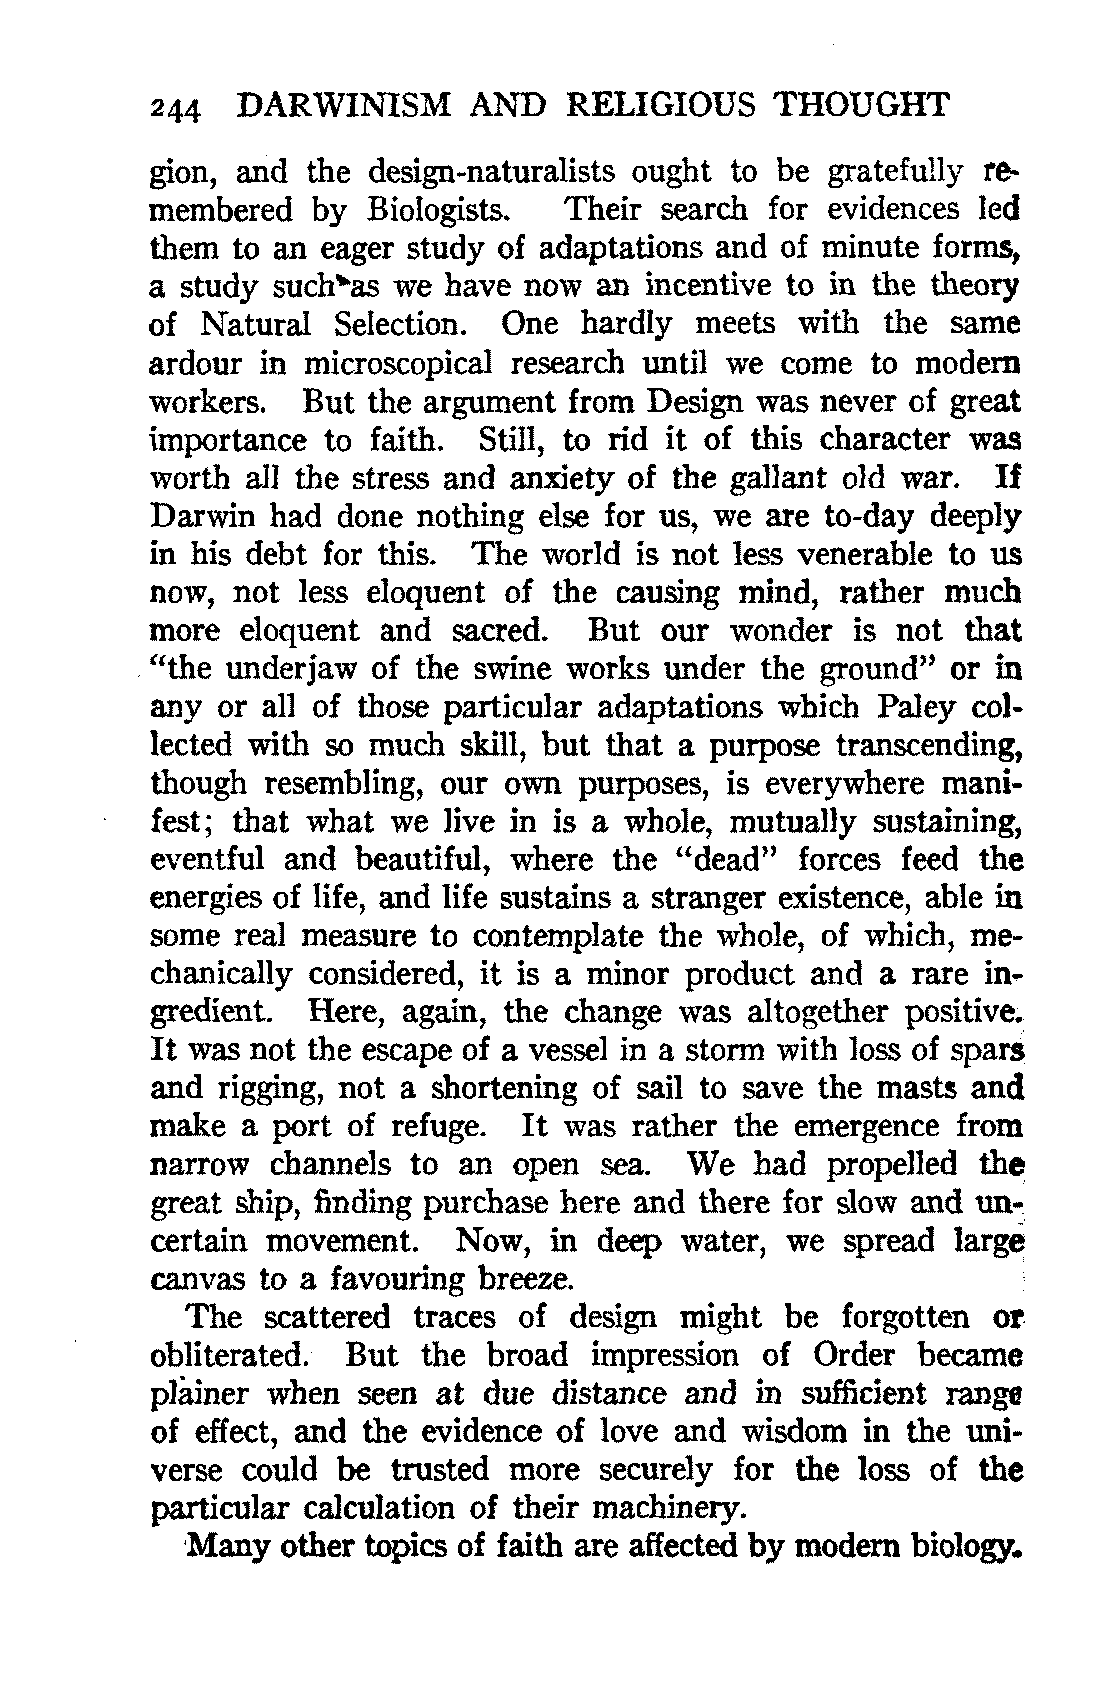 244 DARWINISM AND RELIGIOUS THOUGHT
gion, and the design-naturalists ought to be gratefully re-
membered by Biologists. Their search for evidences led
them to an eager study of adaptations and of minute forms,
a study such as we have now an incentive to in the theory
of Natural Selection. One hardly meets with the same
ardour in microscopical research until we come to modern
workers. But the argument from Design was never of great
importance to faith. Still, to rid it of this character was
worth all the stress and anxiety of the gallant old war. If
Darwin had done nothing else for us, we are to-day deeply
in his debt for this. The world is not less venerable to us
now, not less eloquent of the causing mind, rather much
more eloquent and sacred. But our wonder is not that
“the underjaw of the swine works under the ground” or in
any or all of those particular adaptations which Paley col-
lected with so much skill, but that a purpose transcending,
though resembling, our own purposes, is everywhere mani-
fest; that what we live in is a whole, mutually sustaining,
eventful and beautiful, where the “dead” forces feed the
energies of life, and life sustains a stranger existence, able in
some real measure to contemplate the whole, of which, me-
chanically considered, it is a minor product and a rare in-
gredient. Here, again, the change was altogether positive.
It was not the escape of a vessel in a storm with loss of spars
and rigging, not a shortening of sail to save the masts and
make a port of refuge. It was rather the emergence from
narrow channels to an open sea. We had propelled the
great ship, finding purchase here and there for slow and un-
certain movement. Now, in deep water, we spread large
canvas to a favouring breeze.
The scattered traces of design might be forgotten or
obliterated. But the broad impression of Order became
plainer when seen at due distance and in sufficient range
of effect, and the evidence of love and wisdom in the uni-
verse could be trusted more securely for the loss of the
particular calculation of their machinery.
Many other topics of faith are affected by modern biology.